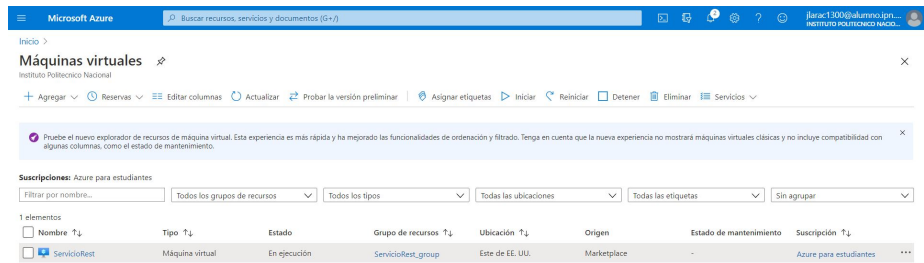 Microsoft Azure
Buscar recursos, servicios y documentos (G+/)
2
jlarac1300@alumno.ipn....
INSTITUTO POLITECNICO NACIO...
Inicio >
Máquinas virtuales
Instituto Politecnico Nacional
Agregar Reservas Editar columnas Actualizar Probar la versión preliminar Asignar etiquetas Iniciar Reiniciar Detener Eliminar Servicios
Pruebe el nuevo explorador de recursos de máquina virtual. Esta experiencia es más rápida y ha mejorado las funcionalidades de ordenación y filtrado. Tenga en cuenta que la nueva experiencia no mostrará máquinas virtuales clásicas y no incluye compatibilidad con
algunas columnas, como el estado de mantenimiento.
Suscripciones: Azure para estudiantes
Filtrar por nombre... Todos los grupos de recursos Todos los tipos Todas las ubicaciones Todas las etiquetas Sin agrupar
1 elementos
Nombre ↑↓ Tipo ↑↓ Estado Grupo de recursos ↑↓ Ubicación ↑↓ Origen Estado de mantenimiento Suscripción ↑↓
ServicioRest Máquina virtual En ejecución ServicioRest_group Este de EE. UU. Marketplace - Azure para estudiantes ...